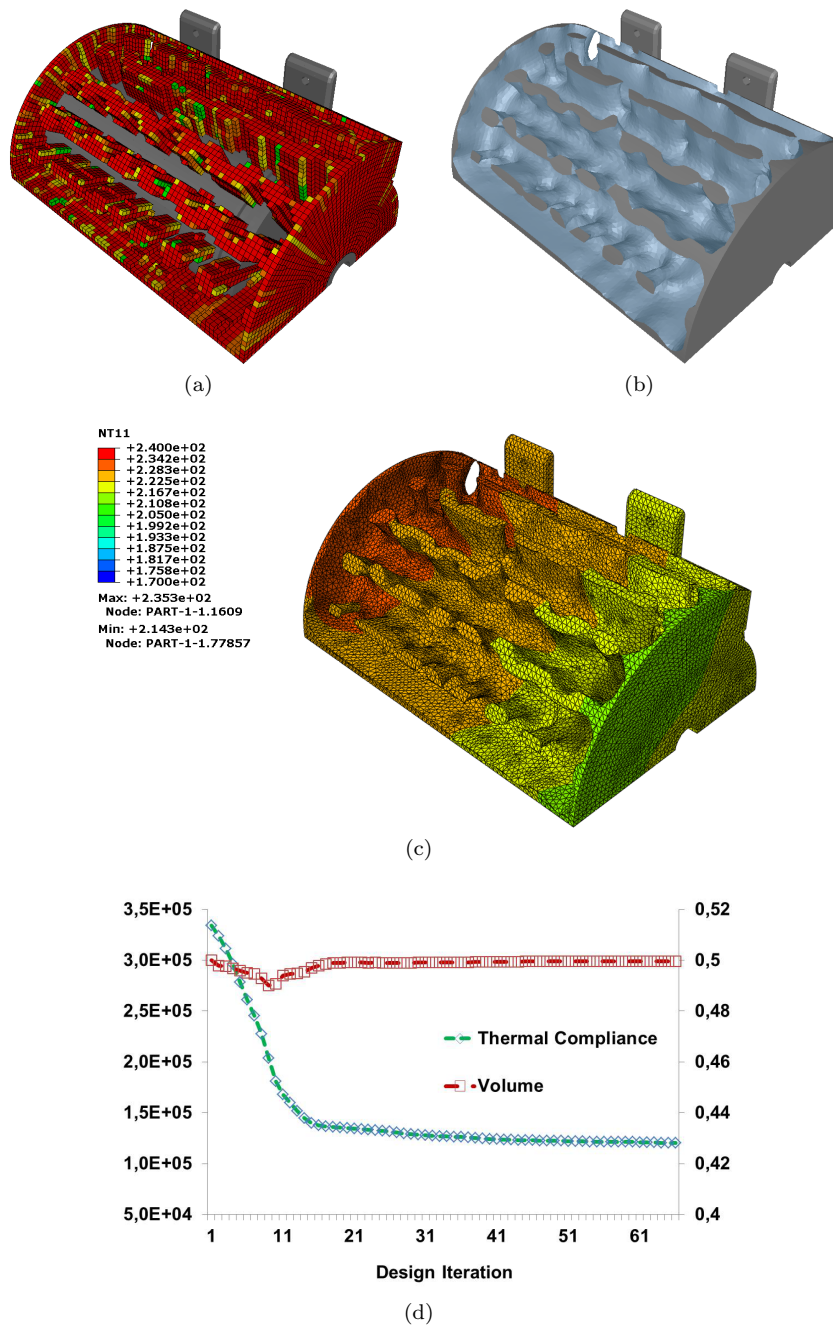 (a)
(b)
NT11
+2.400e+02
+2.342e+02
+2.283e+02
+2.225e+02
+2.167e+02
+2.108e+02
+2.050e+02
+1.992e+02
+1.933e+02
+1.875e+02
+1.817e+02
+1.758e+02
+1.700e+02
Max: +2.353e+02
Node: PART-1-1.1609
Min: +2.143e+02
Node: PART-1-1.77857
(c)
3,5E+05
3,0E+05
2,5E+05
2,0E+05
1,5E+05
1,0E+05
5,0E+04
0,52
0,5
0,48
0,46
0,44
0,42
0,4
Thermal Compliance
Volume
1 11 21 31 41 51 61
Design Iteration
(d)